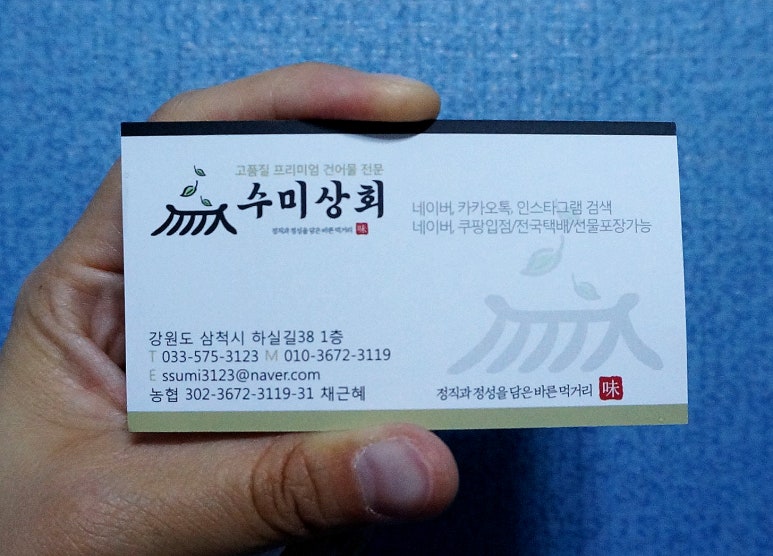 고품질 프리미엄 건어물 전문
수미상회
정직과 정성을 담은 바른 먹거리 味
네이버, 카카오톡, 인스타그램 검색
네이버, 쿠팡입점/전국택배/선물포장가능
강원도 삼척시 하실길38 1층
T 033-575-3123 M 010-3672-3119
E ssumi3123@naver.com
농협 302-3672-3119-31 채근혜
정직과 정성을 담은 바른 먹거리 味